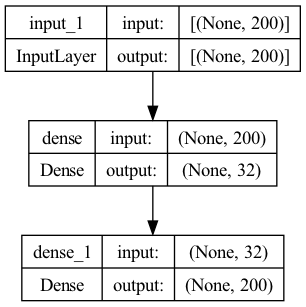 input_1 input: [(None, 200)]
InputLayer output: [(None, 200)]
dense input: (None, 200)
Dense output: (None, 32)
dense_1 input: (None, 32)
Dense output: (None, 200)